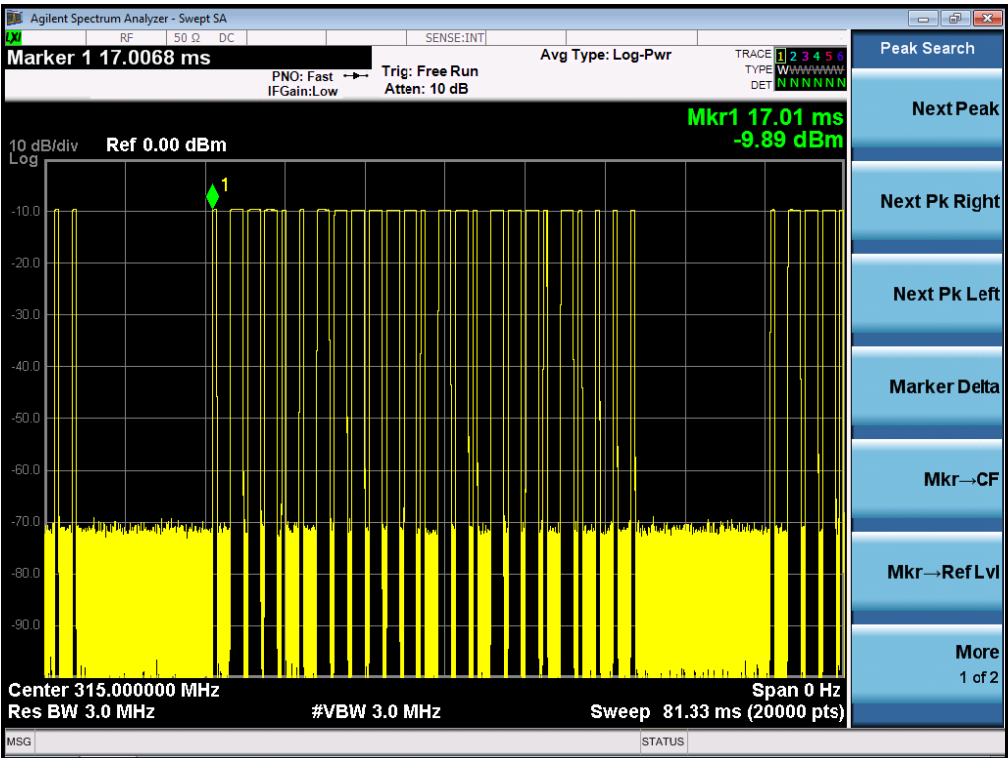 Agilent Spectrum Analyzer - Swept SA
LXI
RF
50 Ω
DC
SENSE:INT
Marker 1 17.0068 ms
PNO: Fast
IFGain:Low
Trig: Free Run
Atten: 10 dB
Avg Type: Log-Pwr
TRACE 1 2 3 4 5 6
TYPE WWWWWWW
DET N N N N N N
Mkr1 17.01 ms
-9.89 dBm
10 dB/div
Log
Ref 0.00 dBm
1
-10.0
-20.0
-30.0
-40.0
-50.0
-60.0
-70.0
-80.0
-90.0
Center 315.000000 MHz
Span 0 Hz
Res BW 3.0 MHz
#VBW 3.0 MHz
Sweep 81.33 ms (20000 pts)
MSG
STATUS
Peak Search
Next Peak
Next Pk Right
Next Pk Left
Marker Delta
Mkr→CF
Mkr→Ref Lvl
More
1 of 2